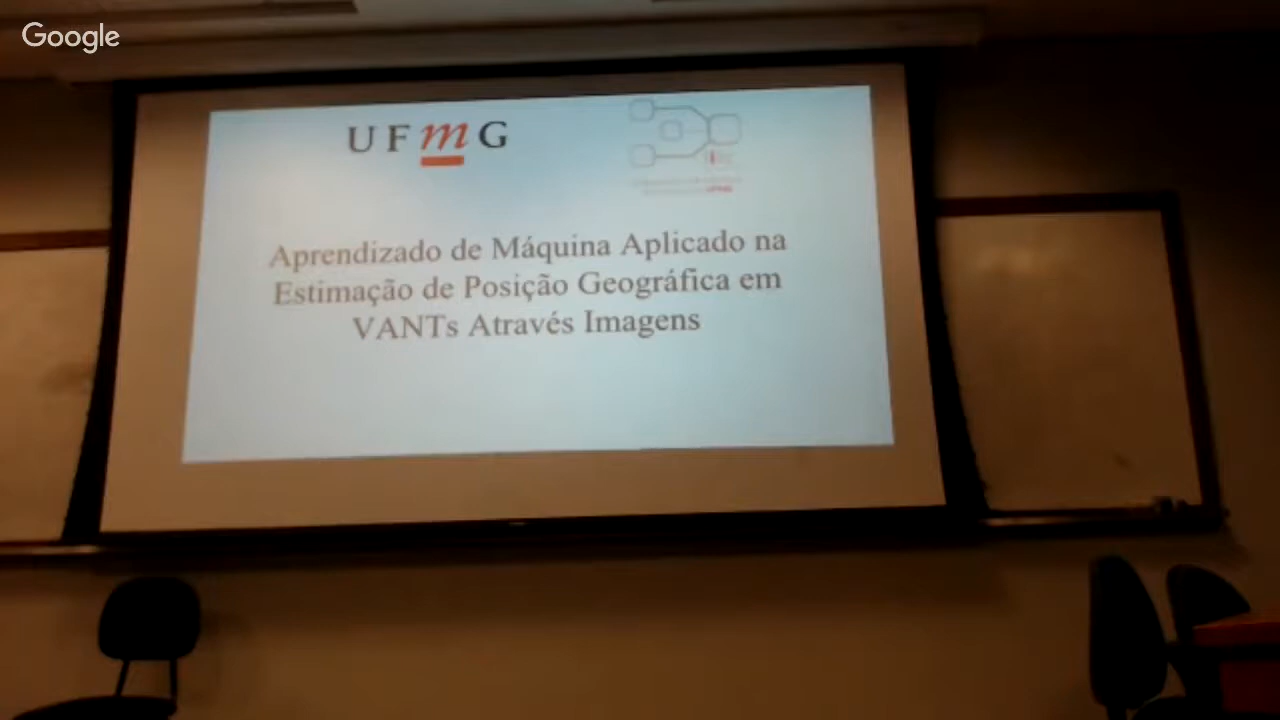 Google
UFmG
Aprendizado de Máquina Aplicado na
Estimação de Posição Geográfica em
VANTs Através Imagens